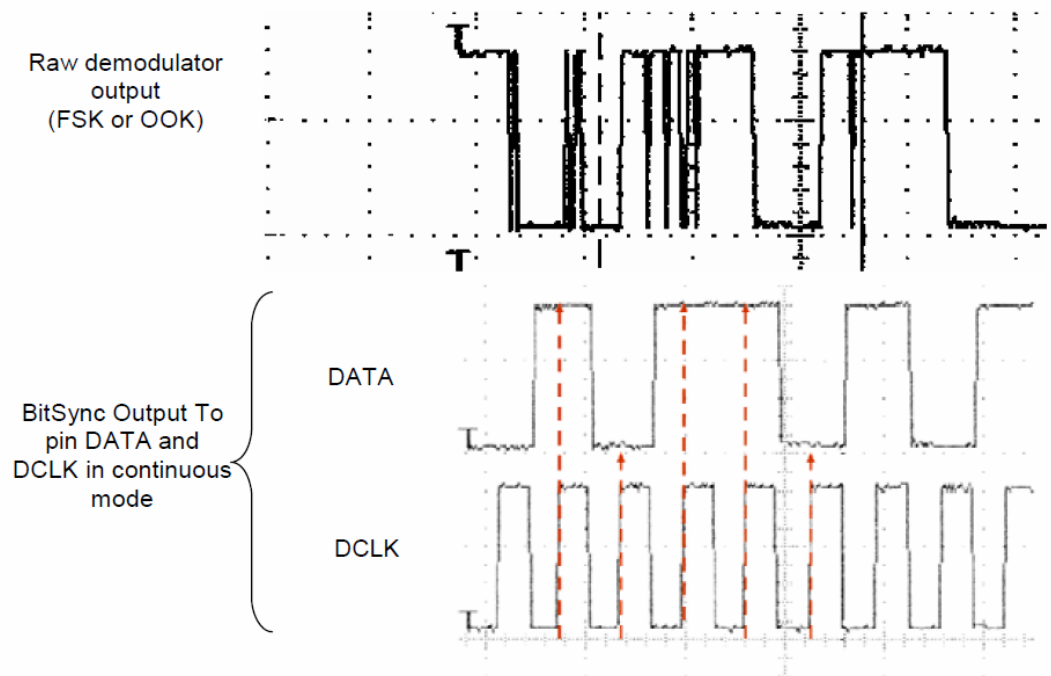 Raw demodulator
output
(FSK or OOK)
BitSync Output To
pin DATA and
DCLK in continuous
mode
DATA
DCLK